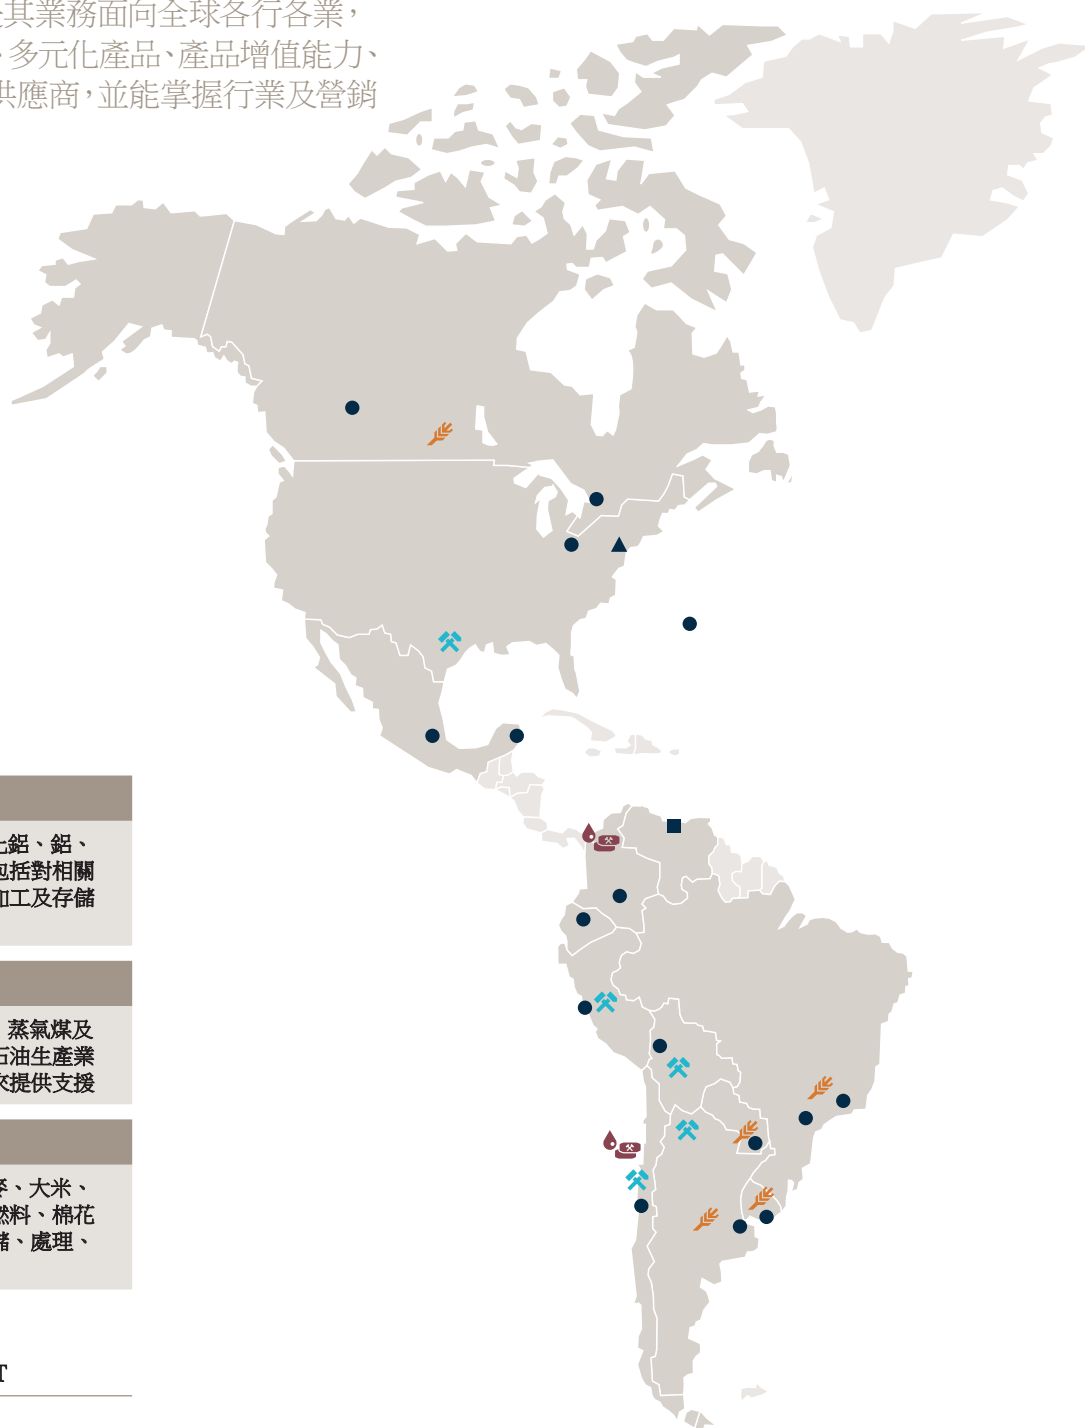 其業務面向全球各行各業，
多元化產品、產品增值能力、
供應商，並能掌握行業及營銷
鋁、鋁、
包括對相關
加工及存儲
蒸氣煤及
石油生產業
來提供支援
、大米、
燃料、棉花
儲、處理、
T